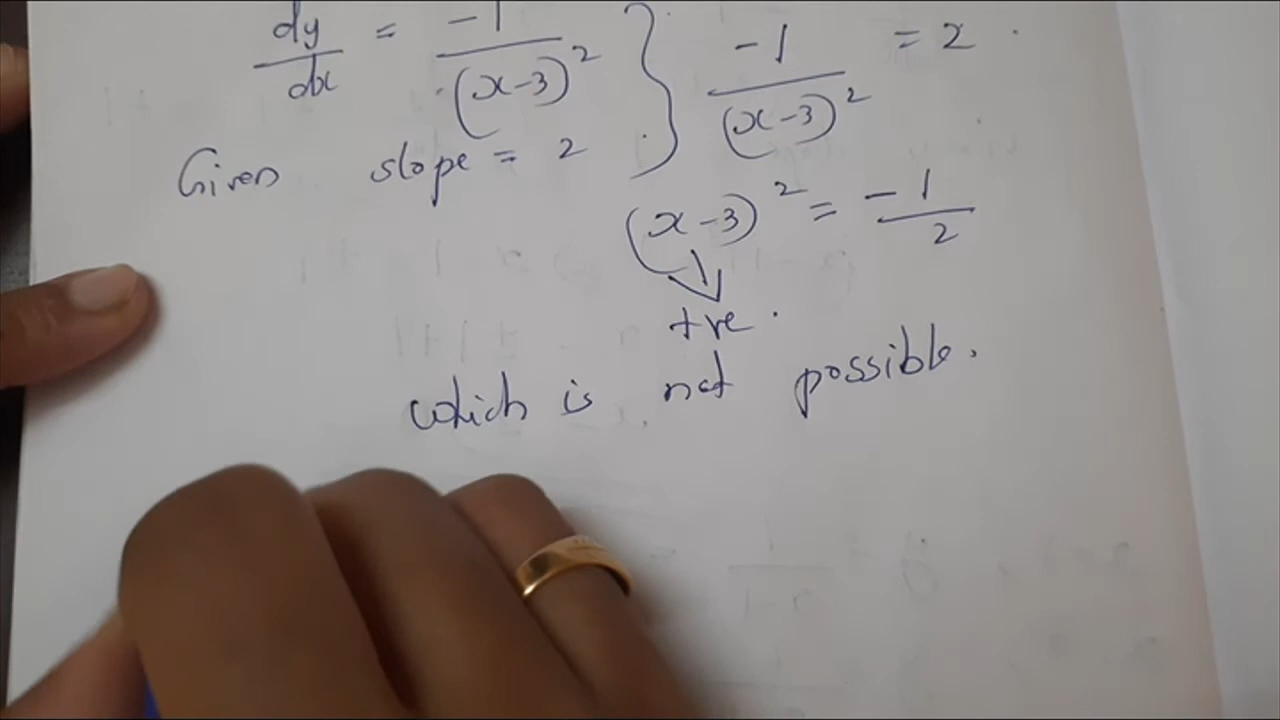 dy/dx = -1/(x-3)² } -1/(x-3)² = 2.
Given slope = 2
(x-3)² = -1/2
+ve.
which is not possible.